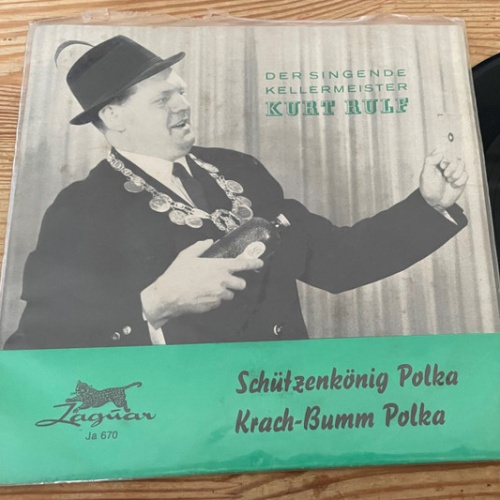 DER SINGENDE
KELLERMEISTER
KURT RULF
Schützenkönig Polka
Krach-Bumm Polka
Jaguar
Ja 670